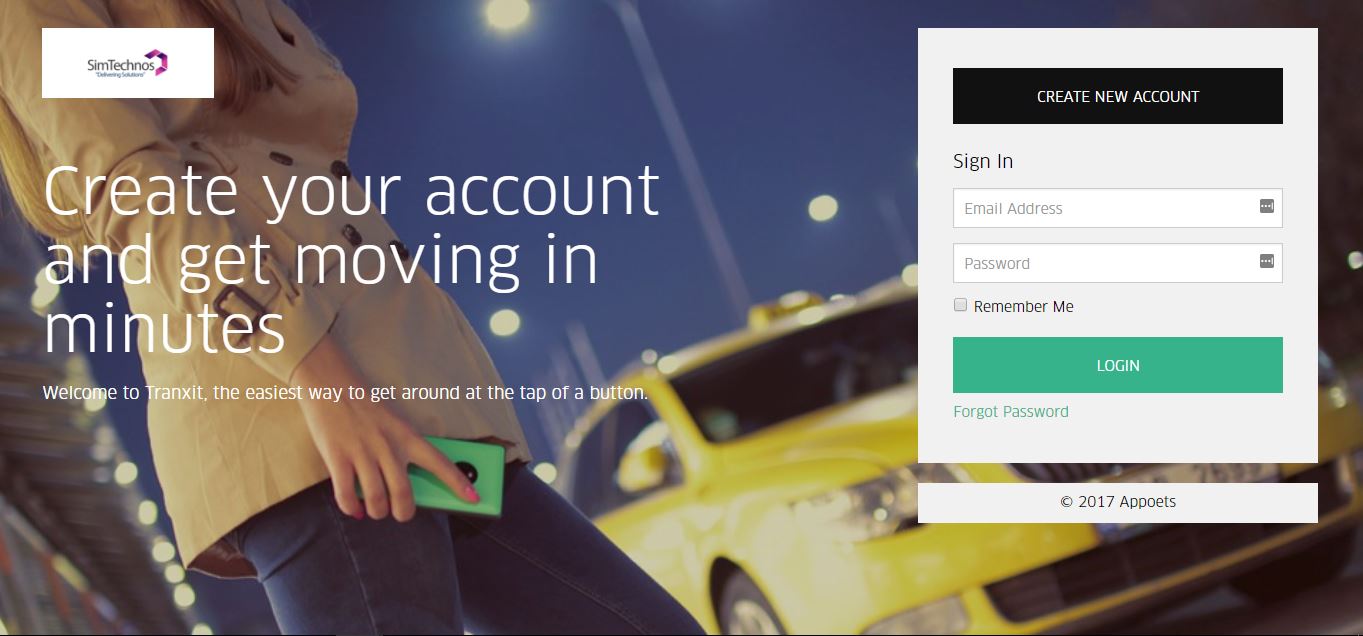 SimTechnos
"Delivering Solutions"
Create your account
and get moving in
minutes
Welcome to Tranxit, the easiest way to get around at the tap of a button.
CREATE NEW ACCOUNT
Sign In
Email Address
Password
Remember Me
LOGIN
Forgot Password
© 2017 Appoets